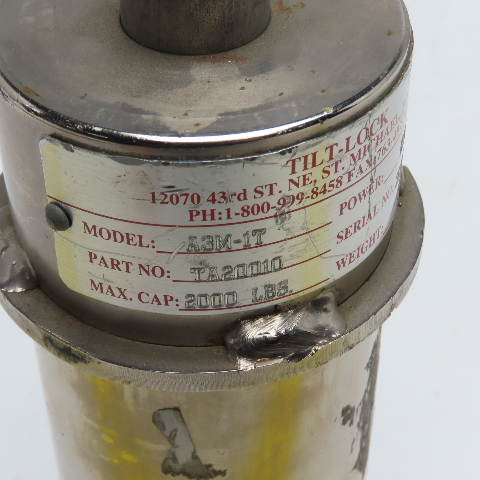 TILT-LOCK
12070 43rd ST. NE, ST. MICHAEL,
PH:1-800-999-8458 FAX:
MODEL: A3M-1T POWER:
PART NO: TA20010 SERIAL NO.
MAX. CAP: 2000 LBS. WEIGHT: